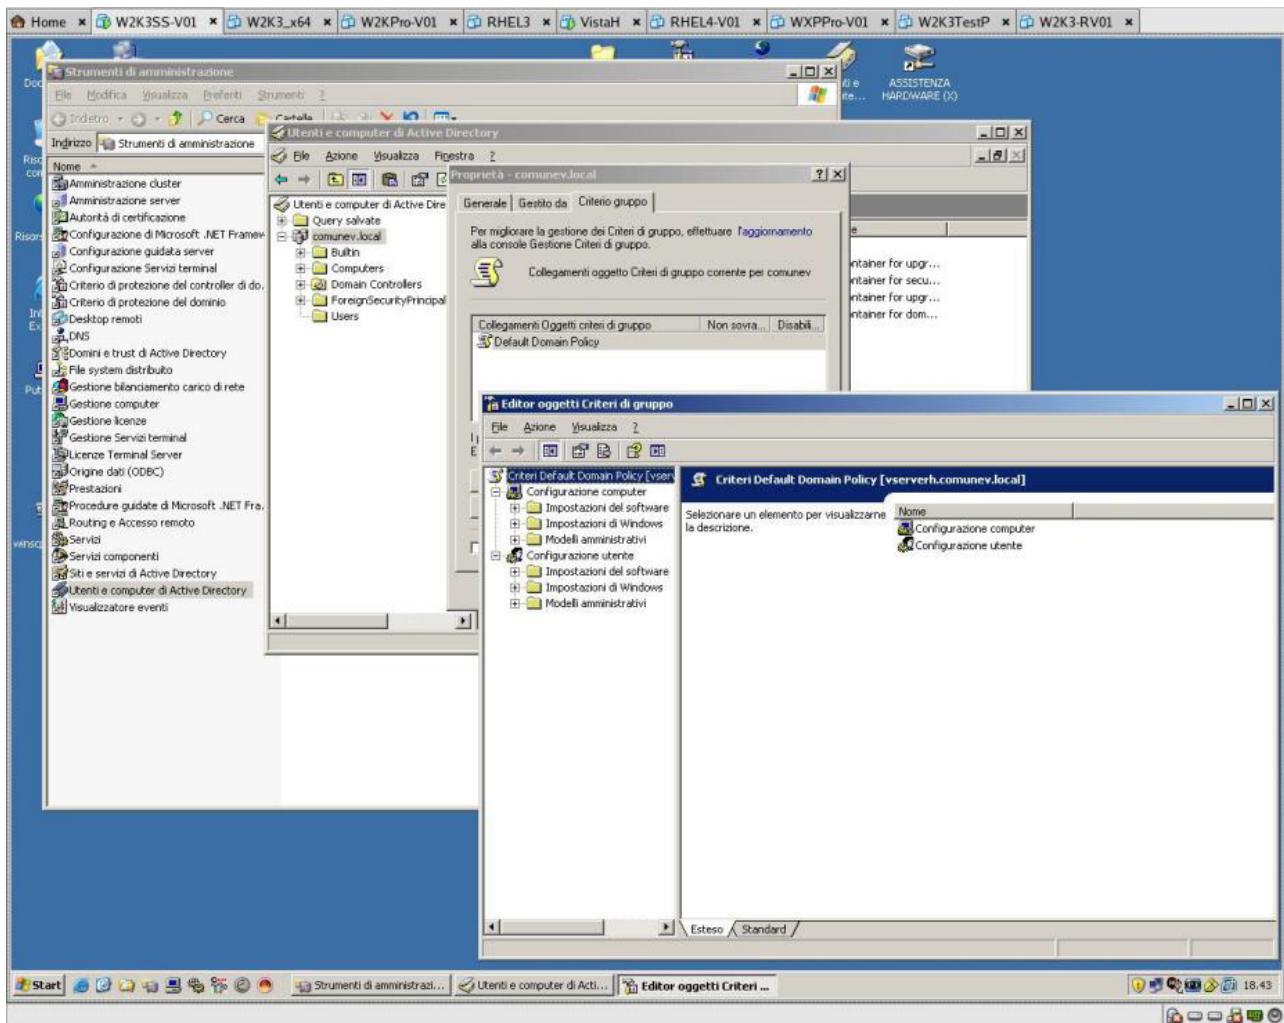 Home W2K3SS-V01 W2K3_x64 W2KPro-V01 RHEL3 VistaH RHEL4-V01 WXPPro-V01 W2K3TestP W2K3-RV01
ASSISTENZA
HARDWARE (X)
Strumenti di amministrazione
File Modifica Visualizza Preferiti Strumenti ?
Indietro Cerca Cartelle
Indirizzo Strumenti di amministrazione
Nome
Amministrazione cluster
Amministrazione server
Autorità di certificazione
Configurazione di Microsoft .NET Framew
Configurazione guidata server
Configurazione Servizi terminal
Criterio di protezione del controller di do.
Criterio di protezione del dominio
Desktop remoti
DNS
Domini e trust di Active Directory
File system distribuito
Gestione bilanciamento carico di rete
Gestione computer
Gestione licenze
Gestione Servizi terminal
Licenze Terminal Server
Origine dati (ODBC)
Prestazioni
Procedure guidate di Microsoft .NET Fra.
Routing e Accesso remoto
Servizi
Servizi componenti
Siti e servizi di Active Directory
Utenti e computer di Active Directory
Visualizzatore eventi
Utenti e computer di Active Directory
File Azione Visualizza Finestra ?
Utenti e computer di Active Dire
Query salvate
comunev.local
Builtin
Computers
Domain Controllers
ForeignSecurityPrincipal
Users
ntainer for upgr...
ntainer for secu...
ntainer for upgr...
ntainer for dom...
Proprietà - comunev.local
Generale Gestito da Criterio gruppo
Per migliorare la gestione dei Criteri di gruppo, effettuare l'aggiornamento
alla console Gestione Criteri di gruppo.
Collegamenti oggetto Criteri di gruppo corrente per comunev
Collegamenti Oggetti criteri di gruppo Non sovra... Disabili...
Default Domain Policy
Editor oggetti Criteri di gruppo
File Azione Visualizza ?
Criteri Default Domain Policy [vserv
Configurazione computer
Impostazioni del software
Impostazioni di Windows
Modelli amministrativi
Configurazione utente
Impostazioni del software
Impostazioni di Windows
Modelli amministrativi
Criteri Default Domain Policy [vserverh.comunev.local]
Selezionare un elemento per visualizzarne
la descrizione.
Nome
Configurazione computer
Configurazione utente
Esteso Standard
Start Strumenti di amministrazi... Utenti e computer di Acti... Editor oggetti Criteri ... 18.43